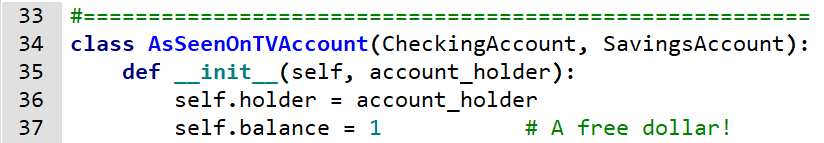 33 #========================================================
34 class AsSeenOnTVAccount(CheckingAccount, SavingsAccount):
35     def __init__(self, account_holder):
36         self.holder = account_holder
37         self.balance = 1           # A free dollar!